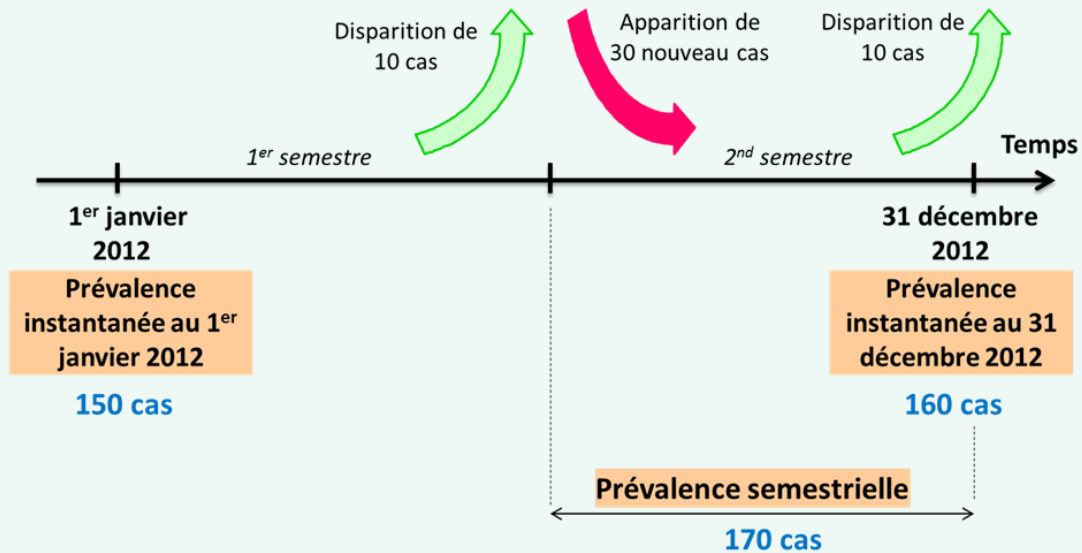 Disparition de
10 cas
Apparition de
30 nouveau cas
Disparition de
10 cas
1er semestre
2nd semestre
Temps
1er janvier
2012
31 décembre
2012
Prévalence
instantanée au 1er
janvier 2012
Prévalence
instantanée au 31
décembre 2012
150 cas
160 cas
Prévalence semestrielle
170 cas